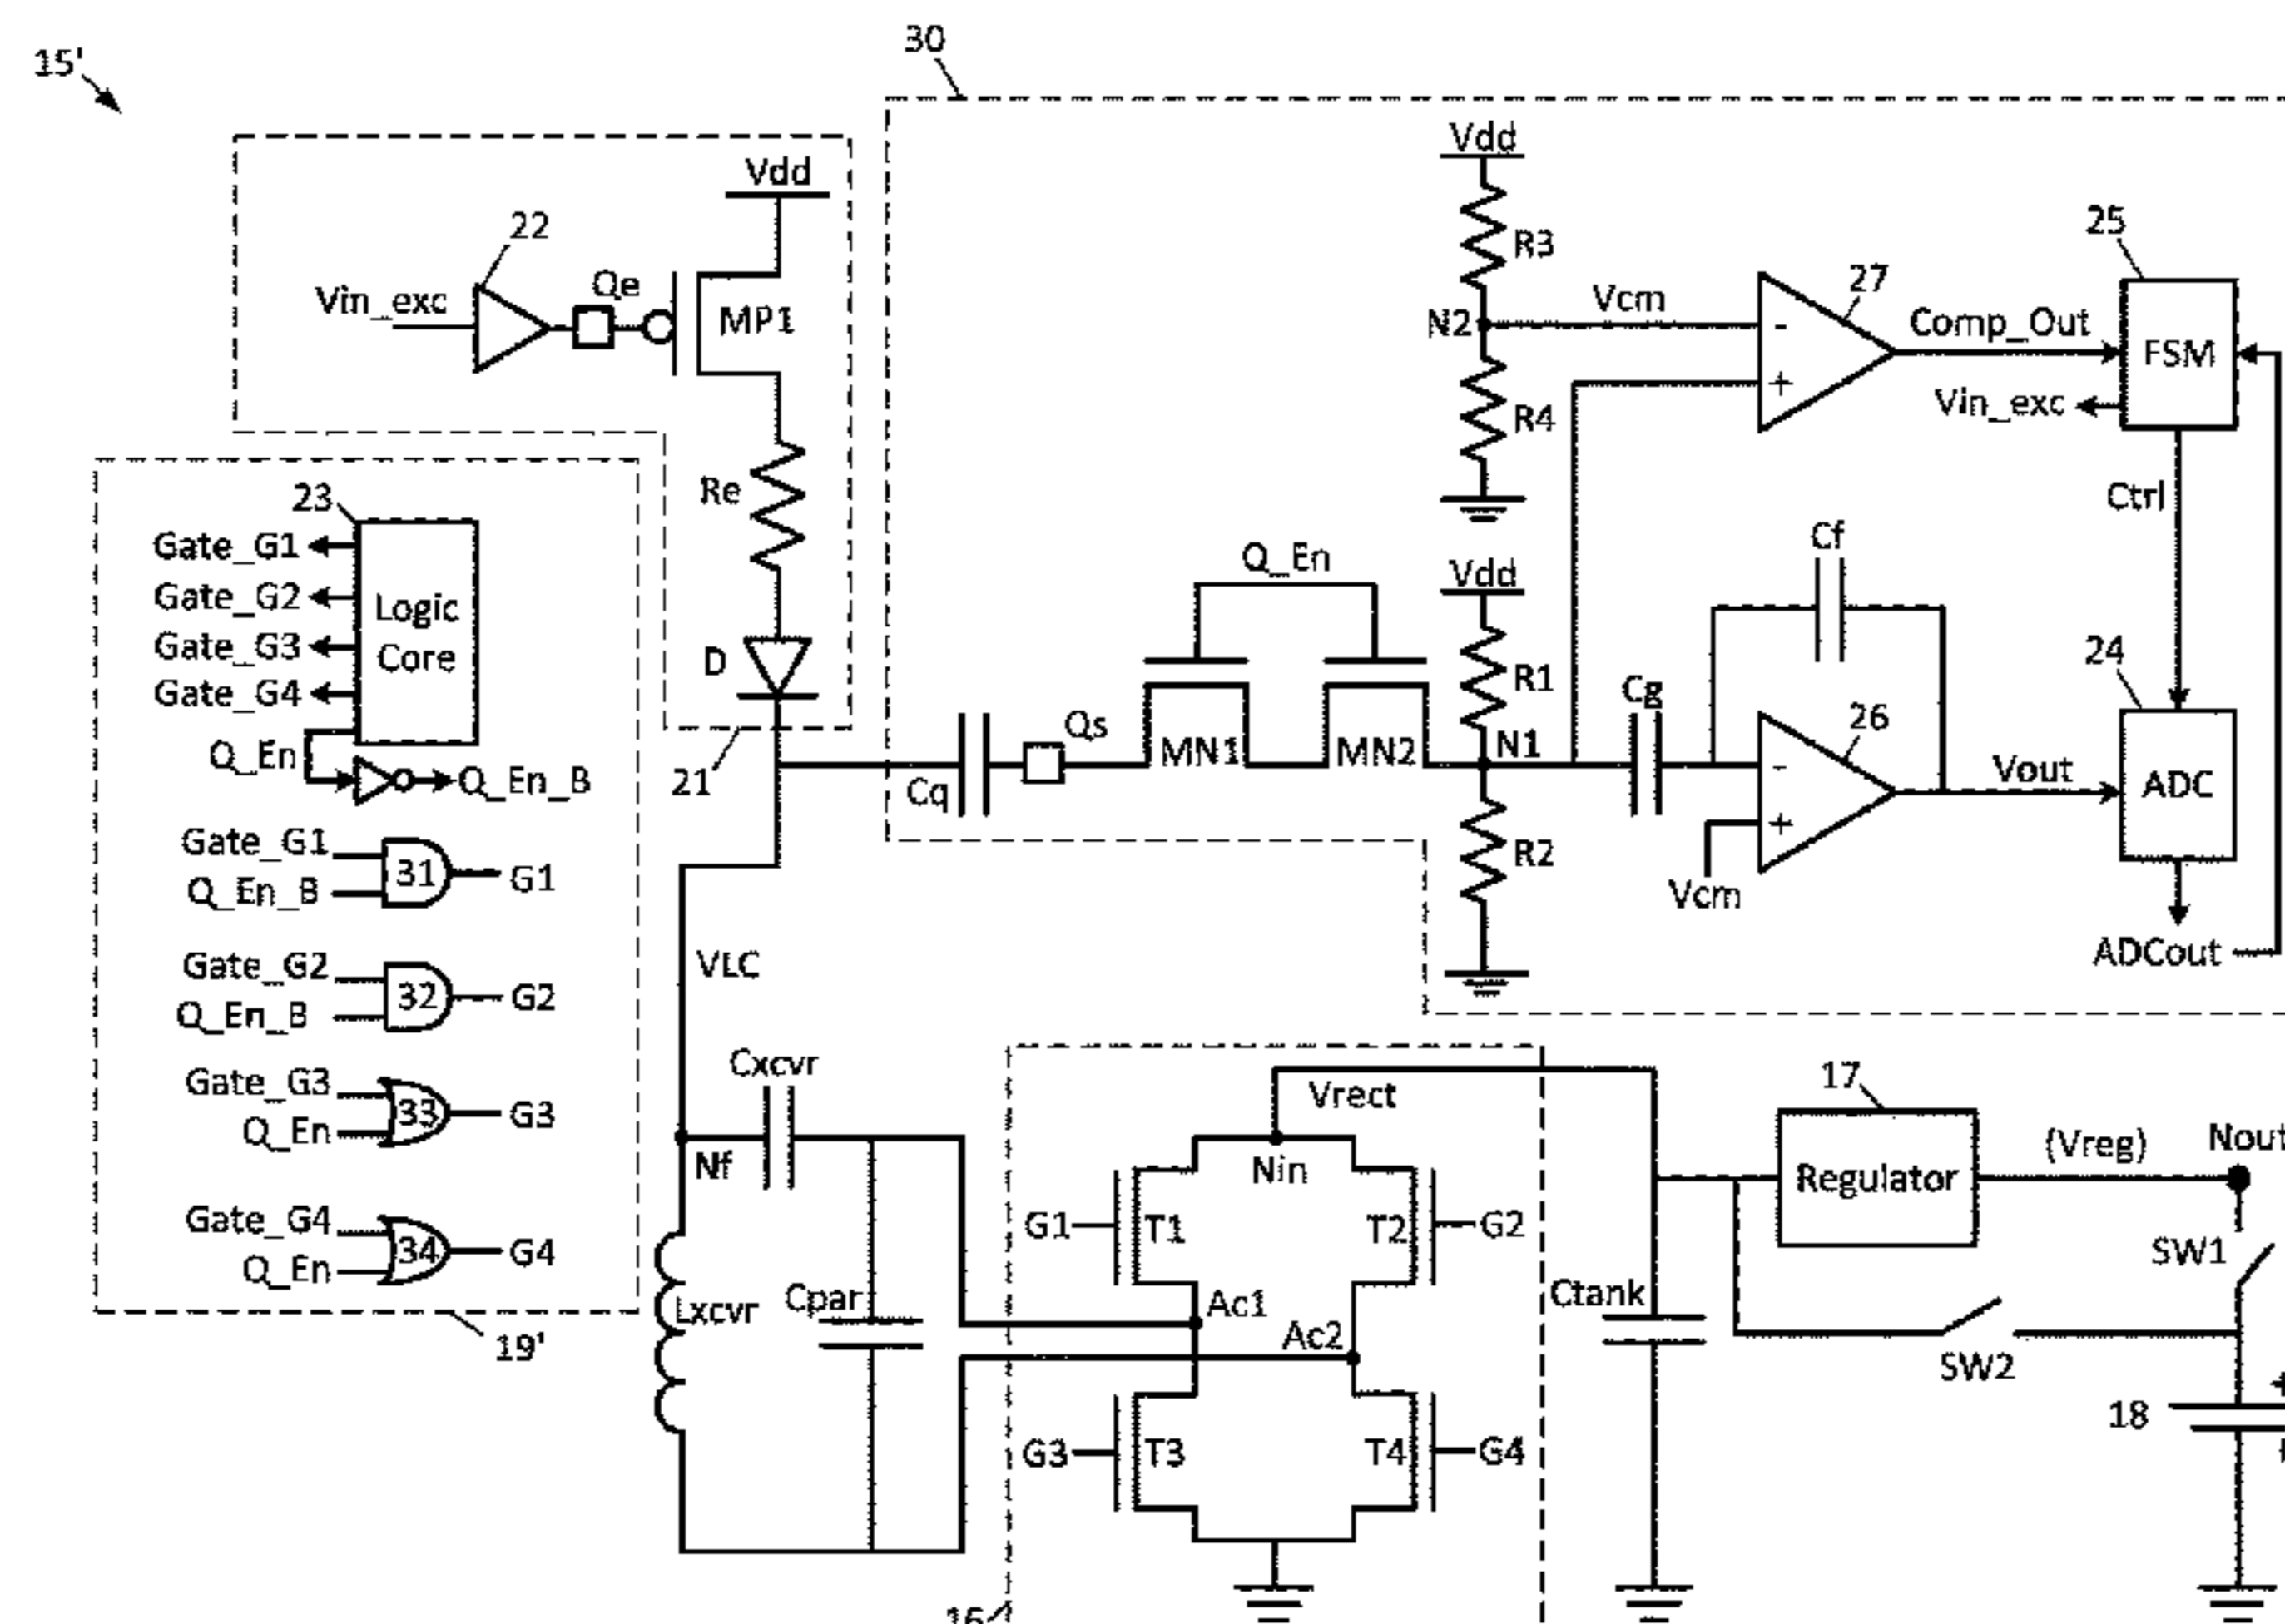 15'
30
Vdd
22
Vin_exc
Qe
MP1
Re
D
21
23
Gate_G1
Gate_G2
Gate_G3
Gate_G4
Logic
Core
Q_En
Q_En_B
Gate_G1
Q_En_B
31
G1
Gate_G2
Q_En_B
32
G2
Gate_G3
Q_En
33
G3
Gate_G4
Q_En
34
G4
19'
Vdd
R3
N2
Vcm
R4
-
+
27
Comp_Out
25
FSM
Vin_exc
Ctrl
Q_En
Vdd
R1
Cf
Cg
24
Cq
Qs
MN1
MN2
N1
R2
-
+
26
Vcm
Vout
ADC
ADCout
VLC
Cxcvr
Nf
Lxcvr
Cpar
Vrect
Nin
G1
T1
T2
G2
Ac1
Ac2
G3
T3
T4
G4
16
Ctank
17
Regulator
(Vreg)
Nout
SW1
SW2
18